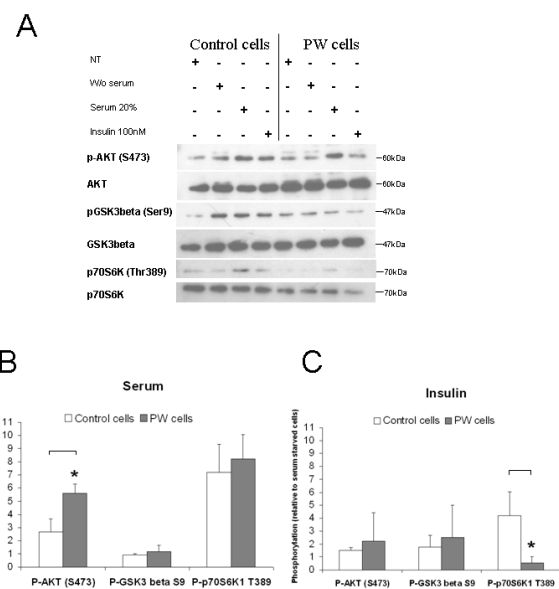 A
Control cells PW cells
NT + - - - + - - -
W/o serum - + - - - + - -
Serum 20% - - + - - - + -
Insulin 100nM - - - + - - - +
p-AKT (S473) 60kDa
AKT 60kDa
pGSK3beta (Ser9) 47kDa
GSK3beta 47kDa
p70S6K (Thr389) 70kDa
p70S6K 70kDa
B
Serum
Control cells PW cells
11
10
9
8
7
6
5
4
3
2
1
0
*
P-AKT (S473) P-GSK3 beta S9 P-p70S6K1 T389
C
Insulin
Phosphorylation (relative to serum starved cells)
Control cells PW cells
11
10
9
8
7
6
5
4
3
2
1
0
*
P-AKT (S473) P-GSK3 beta S9 P-p70S6K1 T389